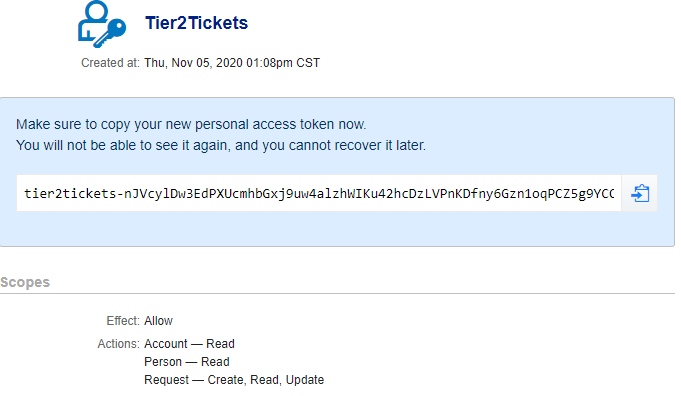 Tier2Tickets
Created at: Thu, Nov 05, 2020 01:08pm CST
Make sure to copy your new personal access token now.
You will not be able to see it again, and you cannot recover it later.
tier2tickets-nJVcylDw3EdPXUcmhbGxj9uw4alzhWIKu42hcDzLVPnKDfny6Gzn1oqPCZ5g9YCC
Scopes
Effect: Allow
Actions: Account — Read
Person — Read
Request — Create, Read, Update